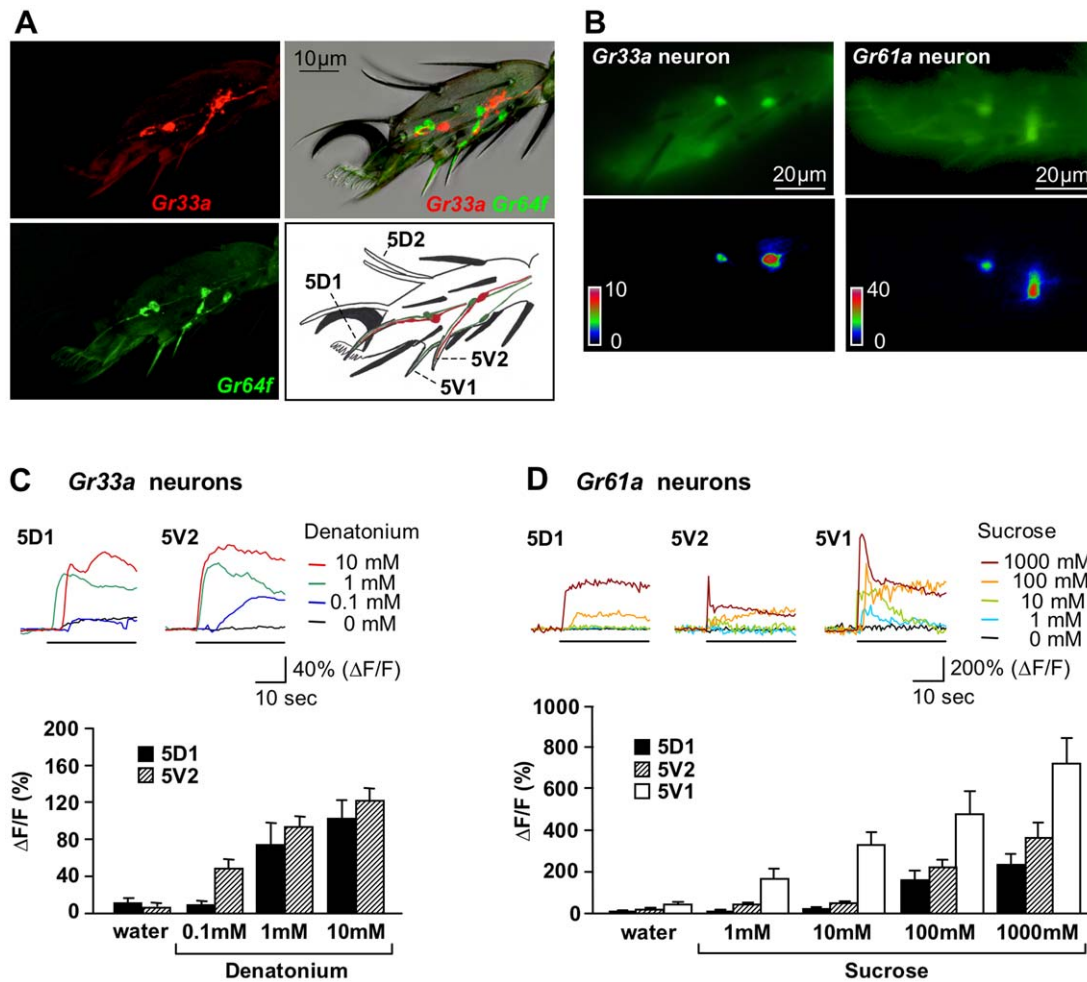 A
10μm
Gr33a
Gr33a Gr64f
Gr64f
5D2
5D1
5V2
5V1
B
Gr33a neuron
Gr61a neuron
20μm
20μm
10
0
40
0
C Gr33a neurons
5D1
5V2
Denatonium
10 mM
1 mM
0.1 mM
0 mM
40% (ΔF/F)
10 sec
ΔF/F (%)
200
160
120
80
40
0
5D1
5V2
water 0.1mM 1mM 10mM
Denatonium
D Gr61a neurons
5D1
5V2
5V1
Sucrose
1000 mM
100 mM
10 mM
1 mM
0 mM
200% (ΔF/F)
10 sec
ΔF/F (%)
1000
800
600
400
200
0
5D1
5V2
5V1
water 1mM 10mM 100mM 1000mM
Sucrose